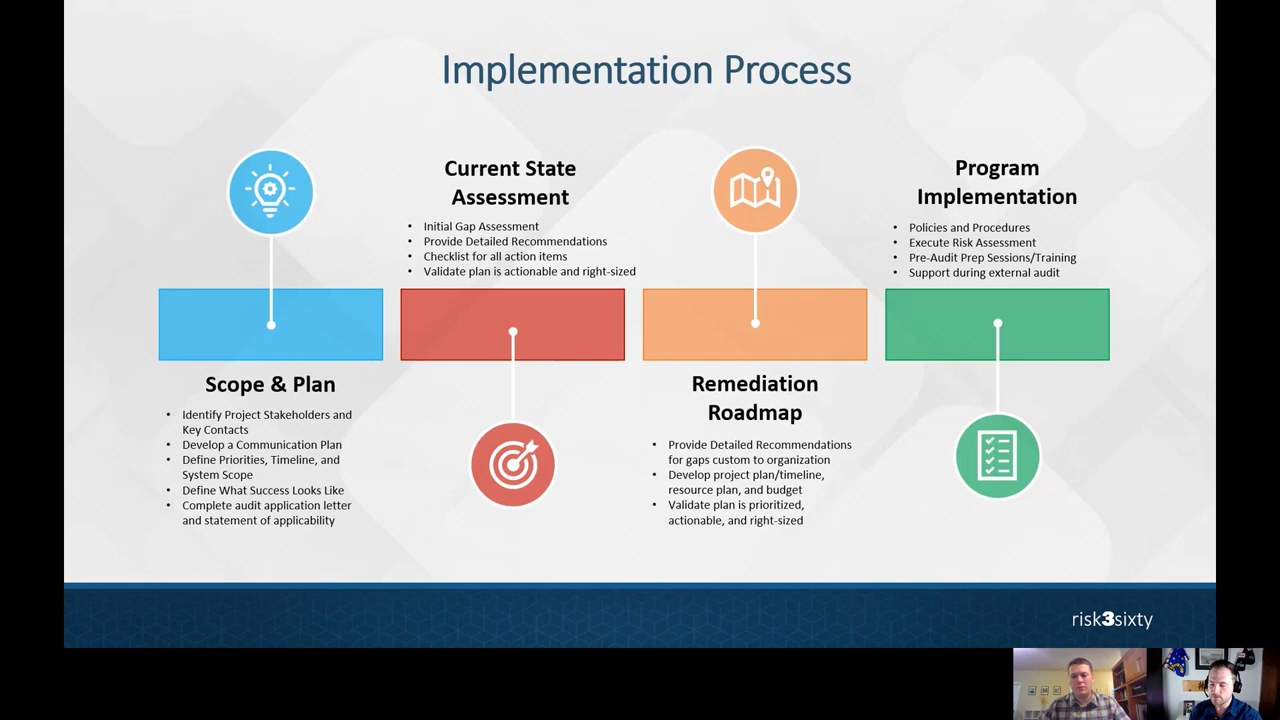 Implementation Process
Scope & Plan
• Identify Project Stakeholders and
Key Contacts
• Develop a Communication Plan
• Define Priorities, Timeline, and
System Scope
• Define What Success Looks Like
• Complete audit application letter
and statement of applicability
Current State
Assessment
• Initial Gap Assessment
• Provide Detailed Recommendations
• Checklist for all action items
• Validate plan is actionable and right-sized
Remediation
Roadmap
• Provide Detailed Recommendations
for gaps custom to organization
• Develop project plan/timeline,
resource plan, and budget
• Validate plan is prioritized,
actionable, and right-sized
Program
Implementation
• Policies and Procedures
• Execute Risk Assessment
• Pre-Audit Prep Sessions/Training
• Support during external audit
risk3sixty